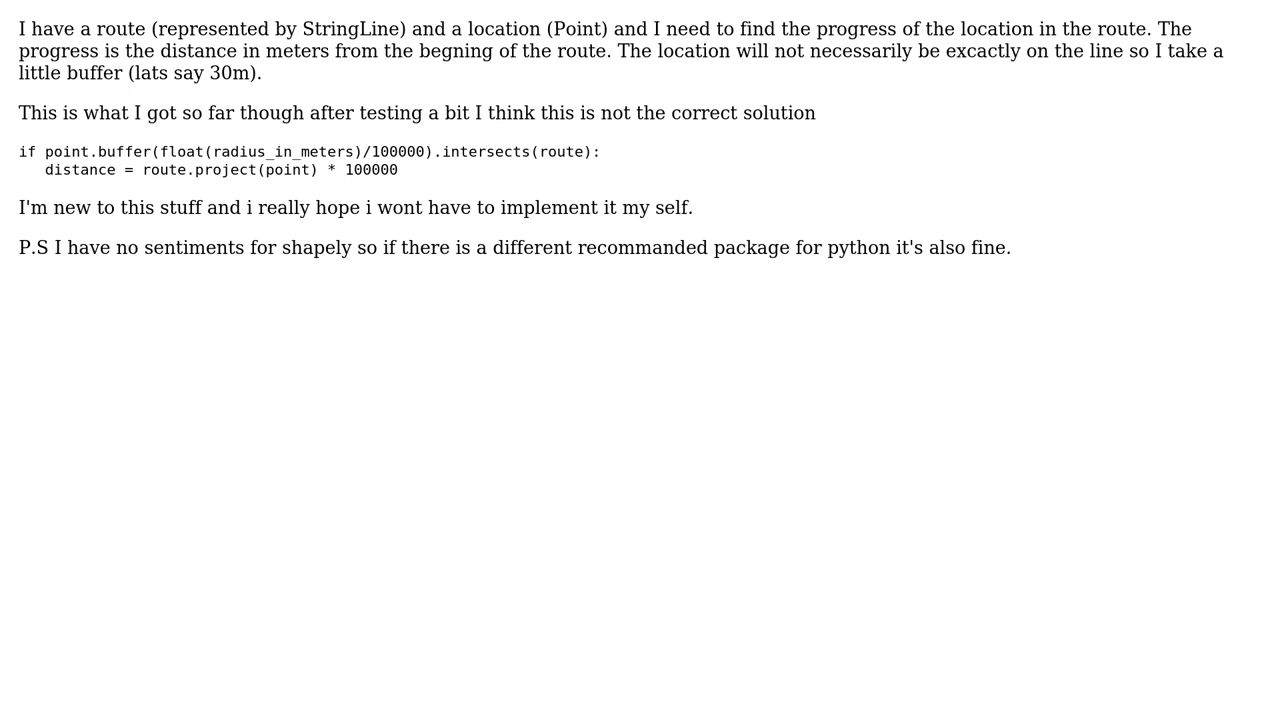 I have a route (represented by StringLine) and a location (Point) and I need to find the progress of the location in the route. The
progress is the distance in meters from the begning of the route. The location will not necessarily be excactly on the line so I take a
little buffer (lats say 30m).
This is what I got so far though after testing a bit I think this is not the correct solution
if point.buffer(float(radius_in_meters)/100000).intersects(route):
   distance = route.project(point) * 100000
I'm new to this stuff and i really hope i wont have to implement it my self.
P.S I have no sentiments for shapely so if there is a different recommanded package for python it's also fine.